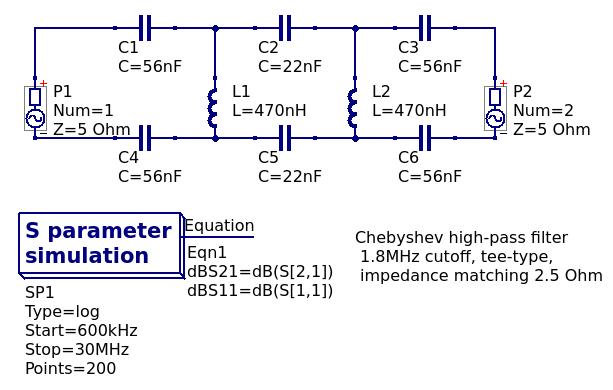 C1
C=56nF
C2
C=22nF
C3
C=56nF
P1
Num=1
Z=5 Ohm
L1
L=470nH
L2
L=470nH
P2
Num=2
Z=5 Ohm
C4
C=56nF
C5
C=22nF
C6
C=56nF
S parameter
simulation
SP1
Type=log
Start=600kHz
Stop=30MHz
Points=200
Equation
Eqn1
dBS21=dB(S[2,1])
dBS11=dB(S[1,1])
Chebyshev high-pass filter
1.8MHz cutoff, tee-type,
impedance matching 2.5 Ohm